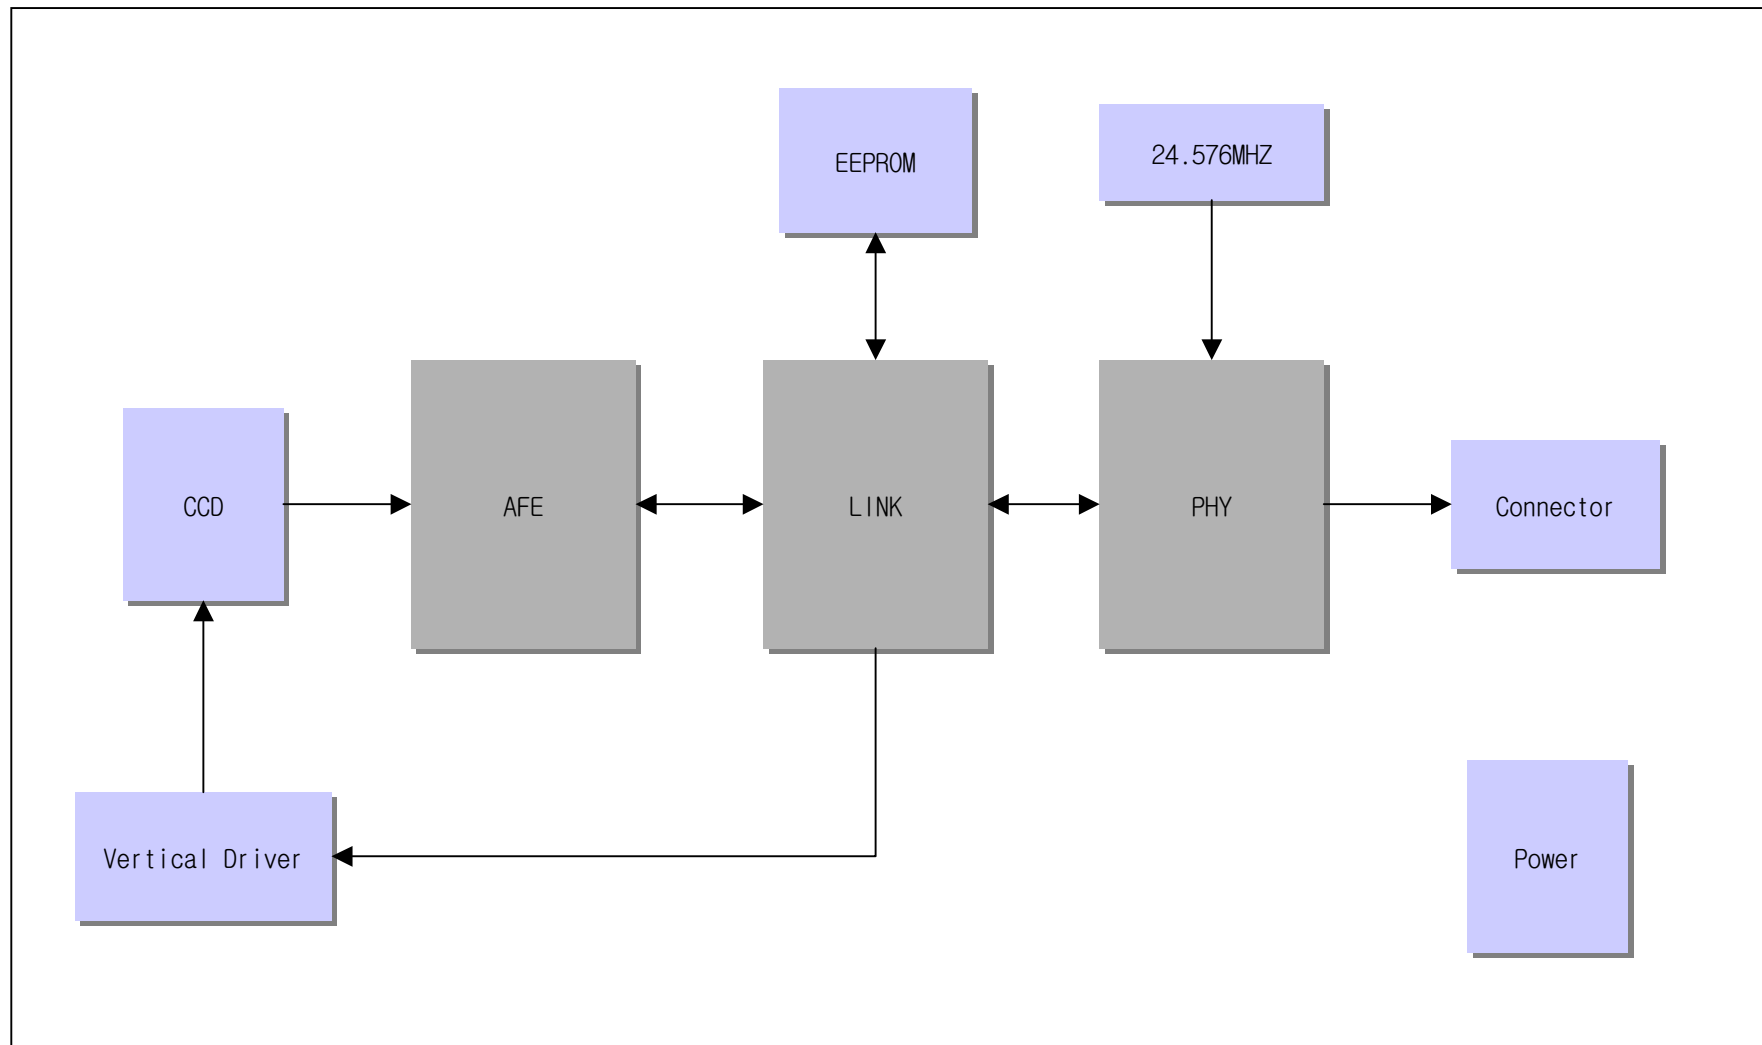 EEPROM
24.576MHZ
CCD
AFE
LINK
PHY
Connector
Vertical Driver
Power